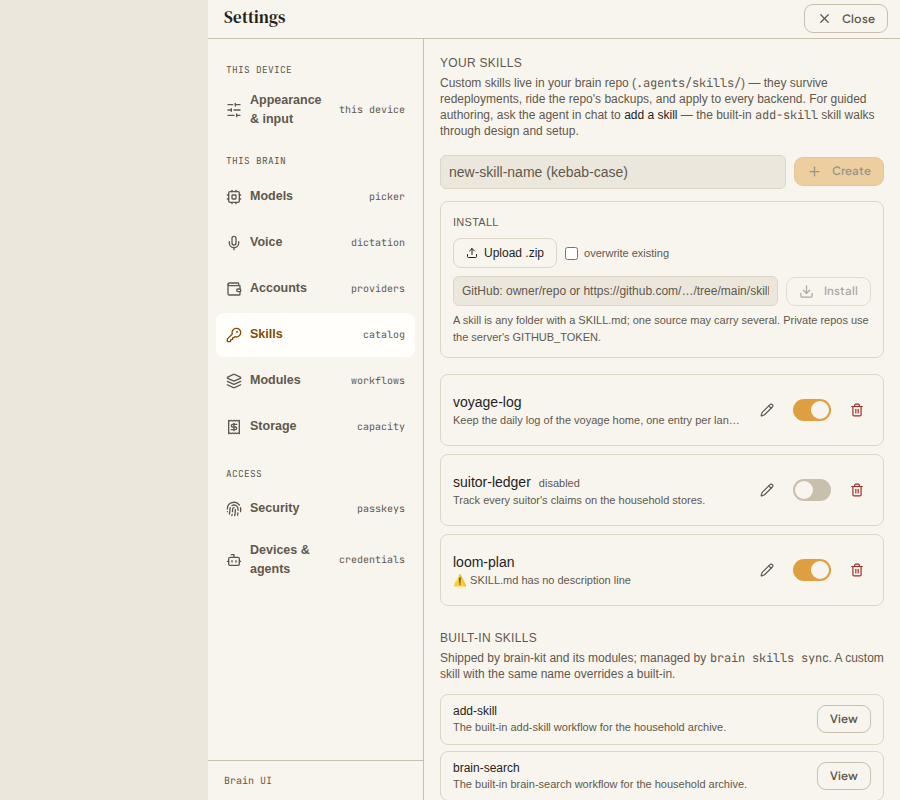 Settings
Close
THIS DEVICE
Appearance & input
this device
THIS BRAIN
Models
picker
Voice
dictation
Accounts
providers
Skills
catalog
Modules
workflows
Storage
capacity
ACCESS
Security
passkeys
Devices & agents
credentials
Brain UI
YOUR SKILLS
Custom skills live in your brain repo (.agents/skills/) — they survive
redeployments, ride the repo's backups, and apply to every backend. For guided
authoring, ask the agent in chat to add a skill — the built-in add-skill skill walks
through design and setup.
new-skill-name (kebab-case)
Create
INSTALL
Upload .zip
overwrite existing
GitHub: owner/repo or https://github.com/…/tree/main/skill
Install
A skill is any folder with a SKILL.md; one source may carry several. Private repos use
the server's GITHUB_TOKEN.
voyage-log
Keep the daily log of the voyage home, one entry per lan…
suitor-ledger disabled
Track every suitor's claims on the household stores.
loom-plan
⚠️ SKILL.md has no description line
BUILT-IN SKILLS
Shipped by brain-kit and its modules; managed by brain skills sync. A custom
skill with the same name overrides a built-in.
add-skill
The built-in add-skill workflow for the household archive.
View
brain-search
The built-in brain-search workflow for the household archive.
View